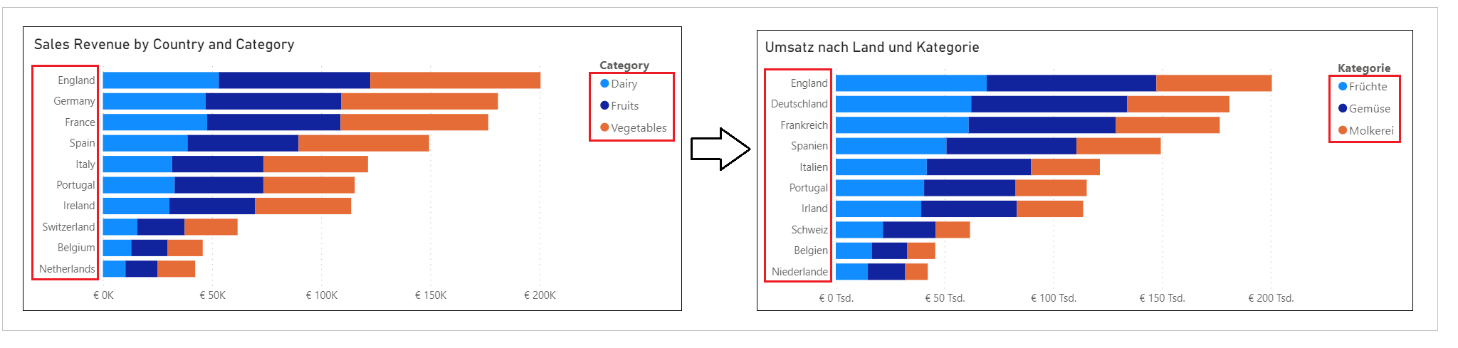 Sales Revenue by Country and Category
Category
Dairy
Fruits
Vegetables
England
Germany
France
Spain
Italy
Portugal
Ireland
Switzerland
Belgium
Netherlands
€ 0K
€ 50K
€ 100K
€ 150K
€ 200K
Umsatz nach Land und Kategorie
Kategorie
Früchte
Gemüse
Molkerei
England
Deutschland
Frankreich
Spanien
Italien
Portugal
Irland
Schweiz
Belgien
Niederlande
€ 0 Tsd.
€ 50 Tsd.
€ 100 Tsd.
€ 150 Tsd.
€ 200 Tsd.